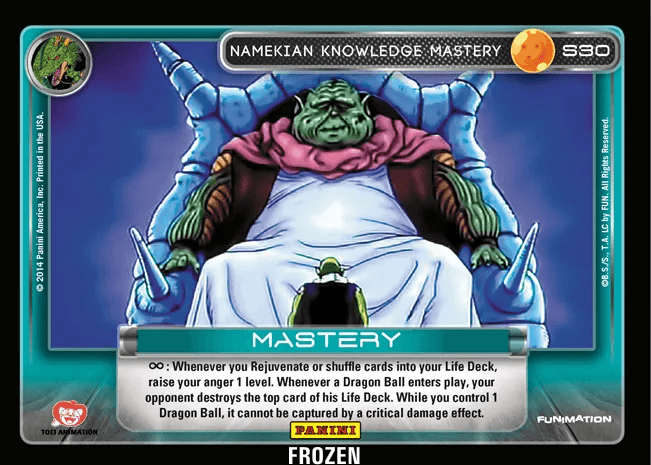 NAMEKIAN KNOWLEDGE MASTERY S30
© 2014 Panini America, Inc. Printed in the USA.
©B.S./S., T.A. LC by FUN. All Rights Reserved.
MASTERY
∞ : Whenever you Rejuvenate or shuffle cards into your Life Deck,
raise your anger 1 level. Whenever a Dragon Ball enters play, your
opponent destroys the top card of his Life Deck. While you control 1
Dragon Ball, it cannot be captured by a critical damage effect.
TOEI ANIMATION
PANINI
FUNIMATION
FROZEN